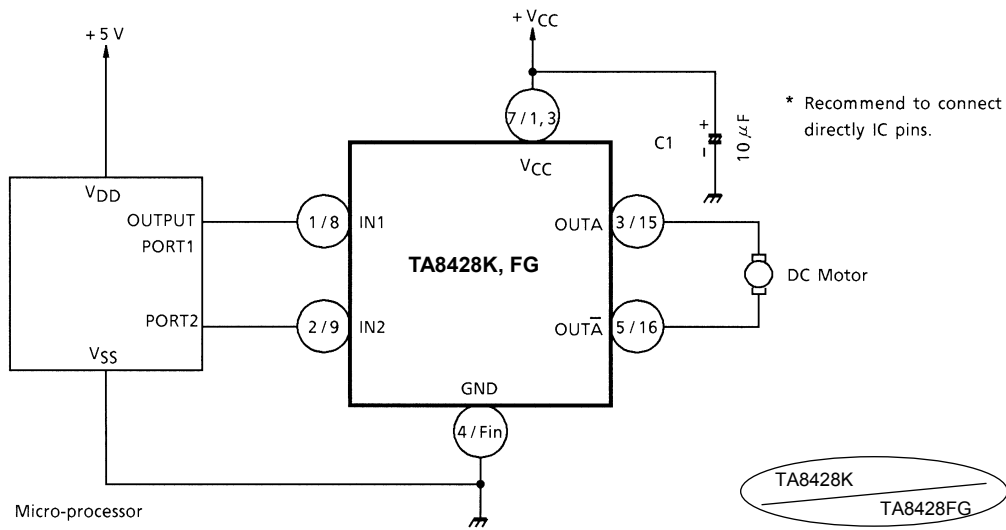 + VCC
+ 5 V
7 / 1, 3
* Recommend to connect
directly IC pins.
C1
+
−
10 μF
VCC
VDD
OUTPUT
PORT1
1 / 8
IN1
OUTA
3 / 15
TA8428K, FG
DC Motor
PORT2
2 / 9
IN2
OUTA̅
5 / 16
VSS
GND
4 / Fin
Micro-processor
TA8428K
TA8428FG